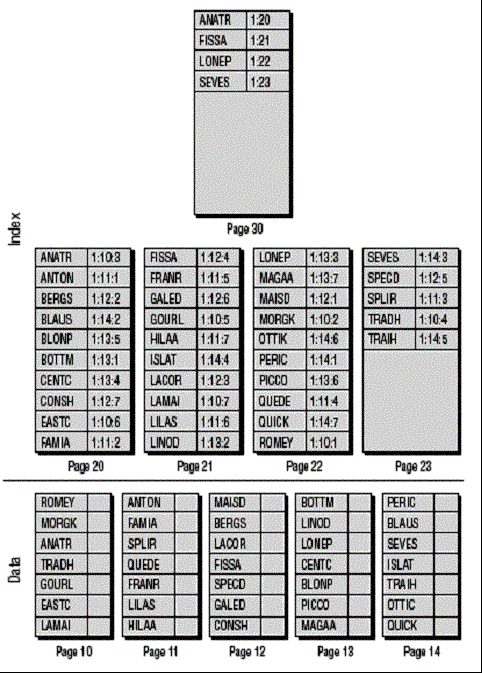 ANATR 1:20
FISSA 1:21
LONEP 1:22
SEVES 1:23
Page 30
Index
ANATR 1:10:3
ANTON 1:11:1
BERGS 1:12:2
BLAUS 1:14:2
BLONP 1:13:5
BOTTM 1:13:1
CENTC 1:13:4
CONSH 1:12:7
EASTC 1:10:6
FAMIA 1:11:2
Page 20
FISSA 1:12:4
FRANR 1:11:5
GALED 1:12:6
GOURL 1:10:5
HILAA 1:11:7
ISLAT 1:14:4
LACOR 1:12:3
LAMAI 1:10:7
LILAS 1:11:6
LINOD 1:13:2
Page 21
LONEP 1:13:3
MAGAA 1:13:7
MAISD 1:12:1
MORGK 1:10:2
OTTIK 1:14:6
PERIC 1:14:1
PICCO 1:13:6
QUEDE 1:11:4
QUICK 1:14:7
ROMEY 1:10:1
Page 22
SEVES 1:14:3
SPECD 1:12:5
SPLIR 1:11:3
TRADH 1:10:4
TRAIH 1:14:5
Page 23
Data
ROMEY
MORGK
ANATR
TRADH
GOURL
EASTC
LAMAI
Page 10
ANTON
FAMIA
SPLIR
QUEDE
FRANR
LILAS
HILAA
Page 11
MAISD
BERGS
LACOR
FISSA
SPECD
GALED
CONSH
Page 12
BOTTM
LINOD
LONEP
CENTC
BLONP
PICCO
MAGAA
Page 13
PERIC
BLAUS
SEVES
ISLAT
TRAIH
OTTIC
QUICK
Page 14